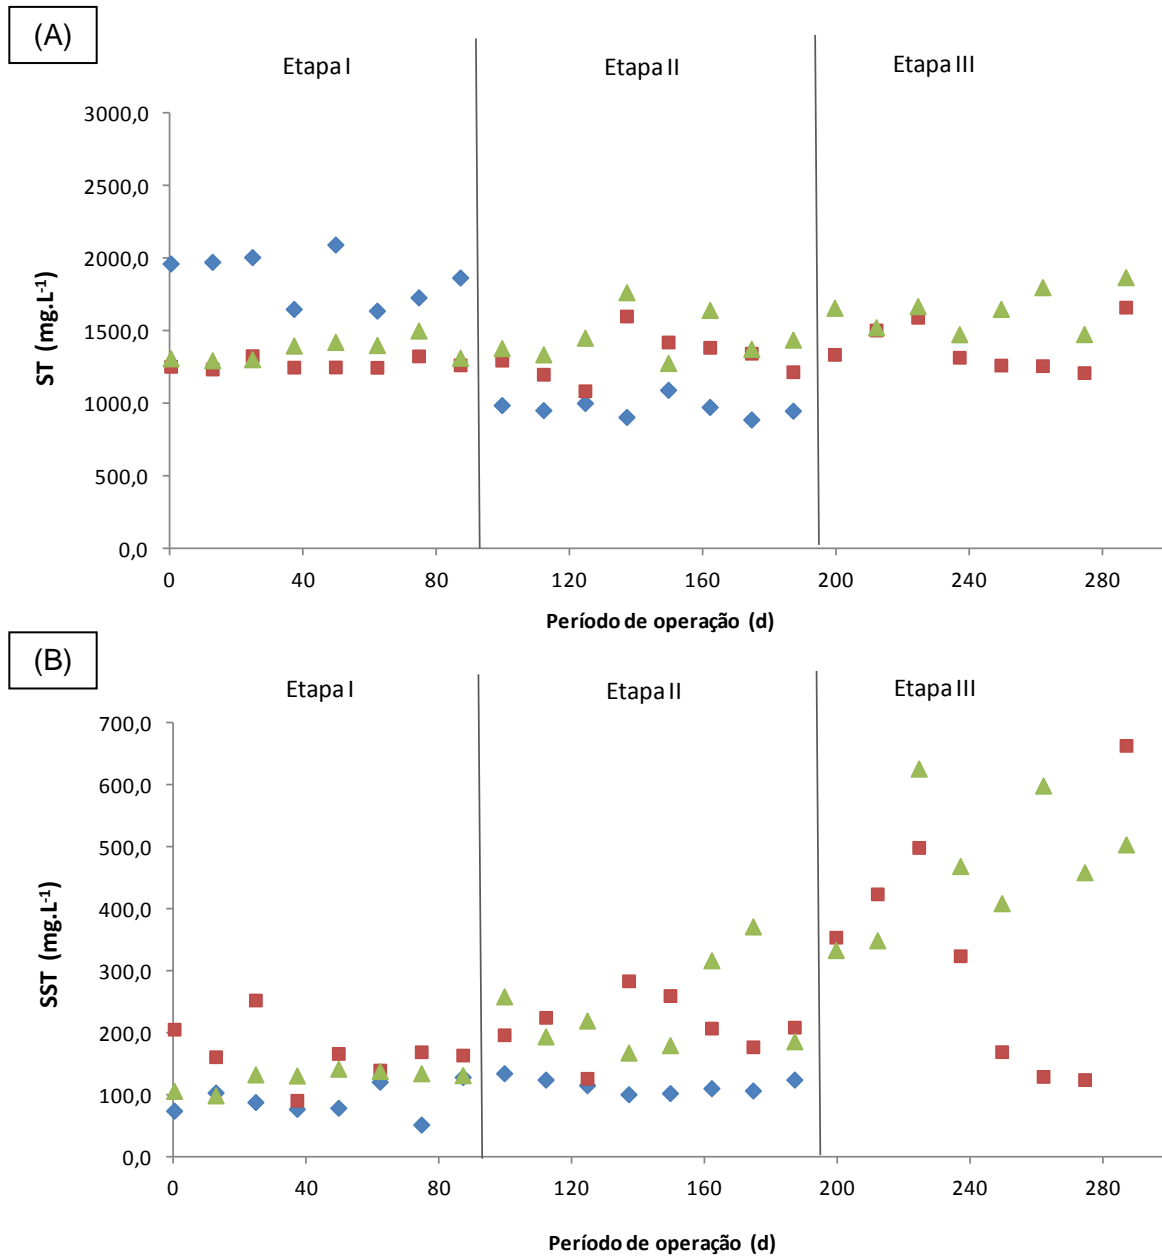 (A)
Etapa I
Etapa II
Etapa III
3000,0
2500,0
2000,0
1500,0
1000,0
500,0
0,0
ST (mg.L-1)
0 40 80 120 160 200 240 280
Período de operação (d)
(B)
Etapa I
Etapa II
Etapa III
700,0
600,0
500,0
400,0
300,0
200,0
100,0
0,0
SST (mg.L-1)
0 40 80 120 160 200 240 280
Período de operação (d)